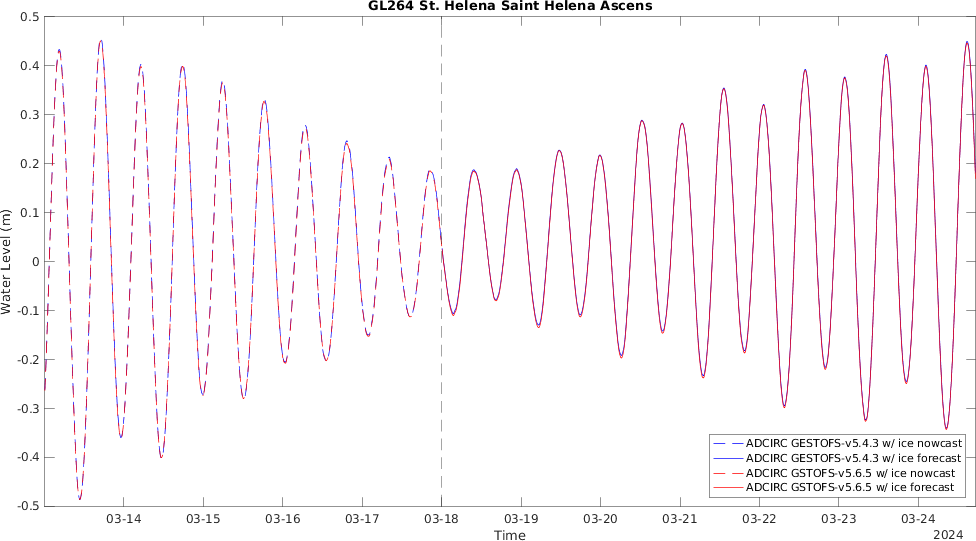 GL264 St. Helena Saint Helena Ascens
0.5
0.4
0.3
0.2
0.1
0
-0.1
-0.2
-0.3
-0.4
-0.5
Water Level (m)
ADCIRC GESTOFS-v5.4.3 w/ ice nowcast
ADCIRC GESTOFS-v5.4.3 w/ ice forecast
ADCIRC GSTOFS-v5.6.5 w/ ice nowcast
ADCIRC GSTOFS-v5.6.5 w/ ice forecast
03-14 03-15 03-16 03-17 03-18 03-19 03-20 03-21 03-22 03-23 03-24
Time
2024